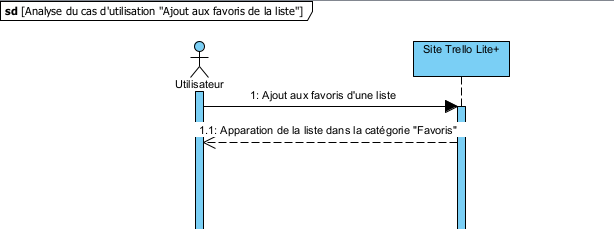 sd [Analyse du cas d'utilisation "Ajout aux favoris de la liste"]
Site Trello Lite+
Utilisateur
1: Ajout aux favoris d'une liste
1.1: Apparation de la liste dans la catégorie "Favoris"